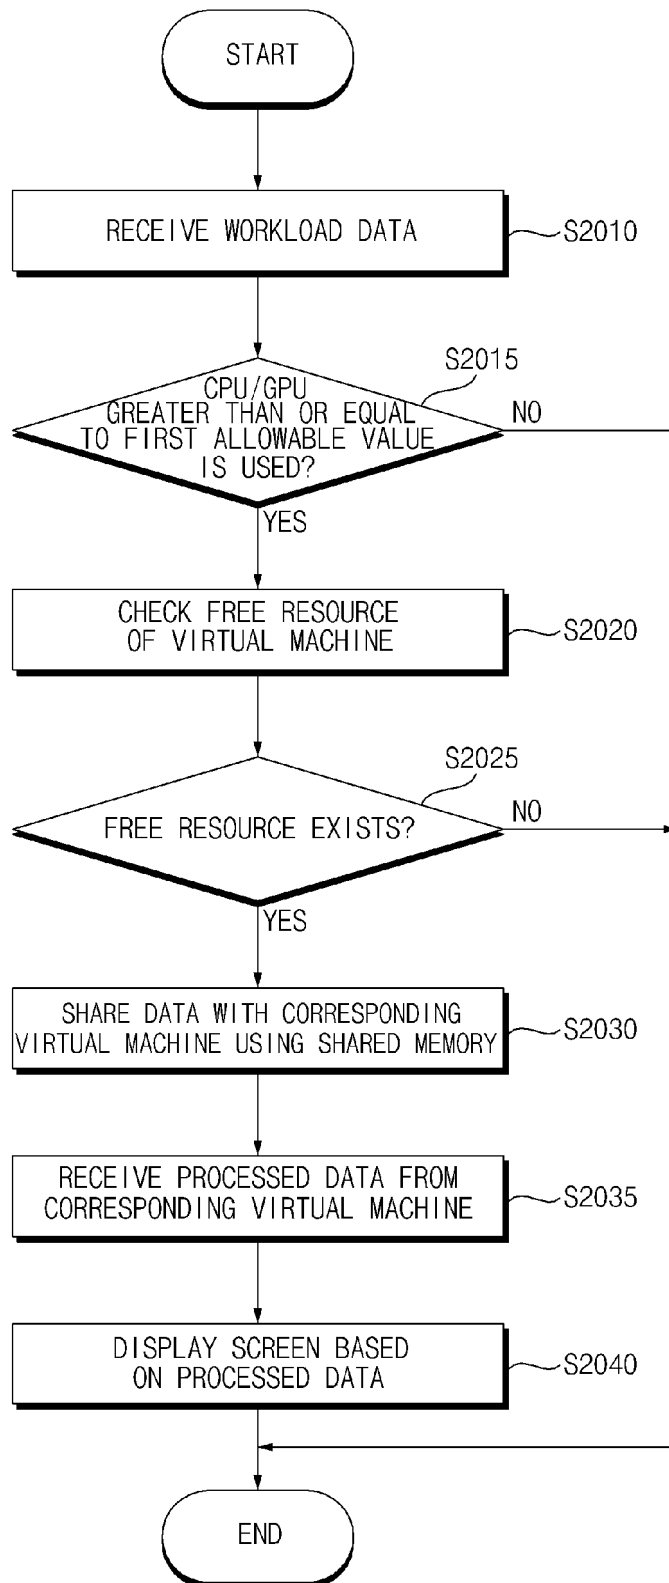 START
RECEIVE WORKLOAD DATA
S2010
S2015
CPU/GPU
GREATER THAN OR EQUAL
TO FIRST ALLOWABLE VALUE
IS USED?
NO
YES
CHECK FREE RESOURCE
OF VIRTUAL MACHINE
S2020
S2025
FREE RESOURCE EXISTS?
NO
YES
SHARE DATA WITH CORRESPONDING
VIRTUAL MACHINE USING SHARED MEMORY
S2030
RECEIVE PROCESSED DATA FROM
CORRESPONDING VIRTUAL MACHINE
S2035
DISPLAY SCREEN BASED
ON PROCESSED DATA
S2040
END